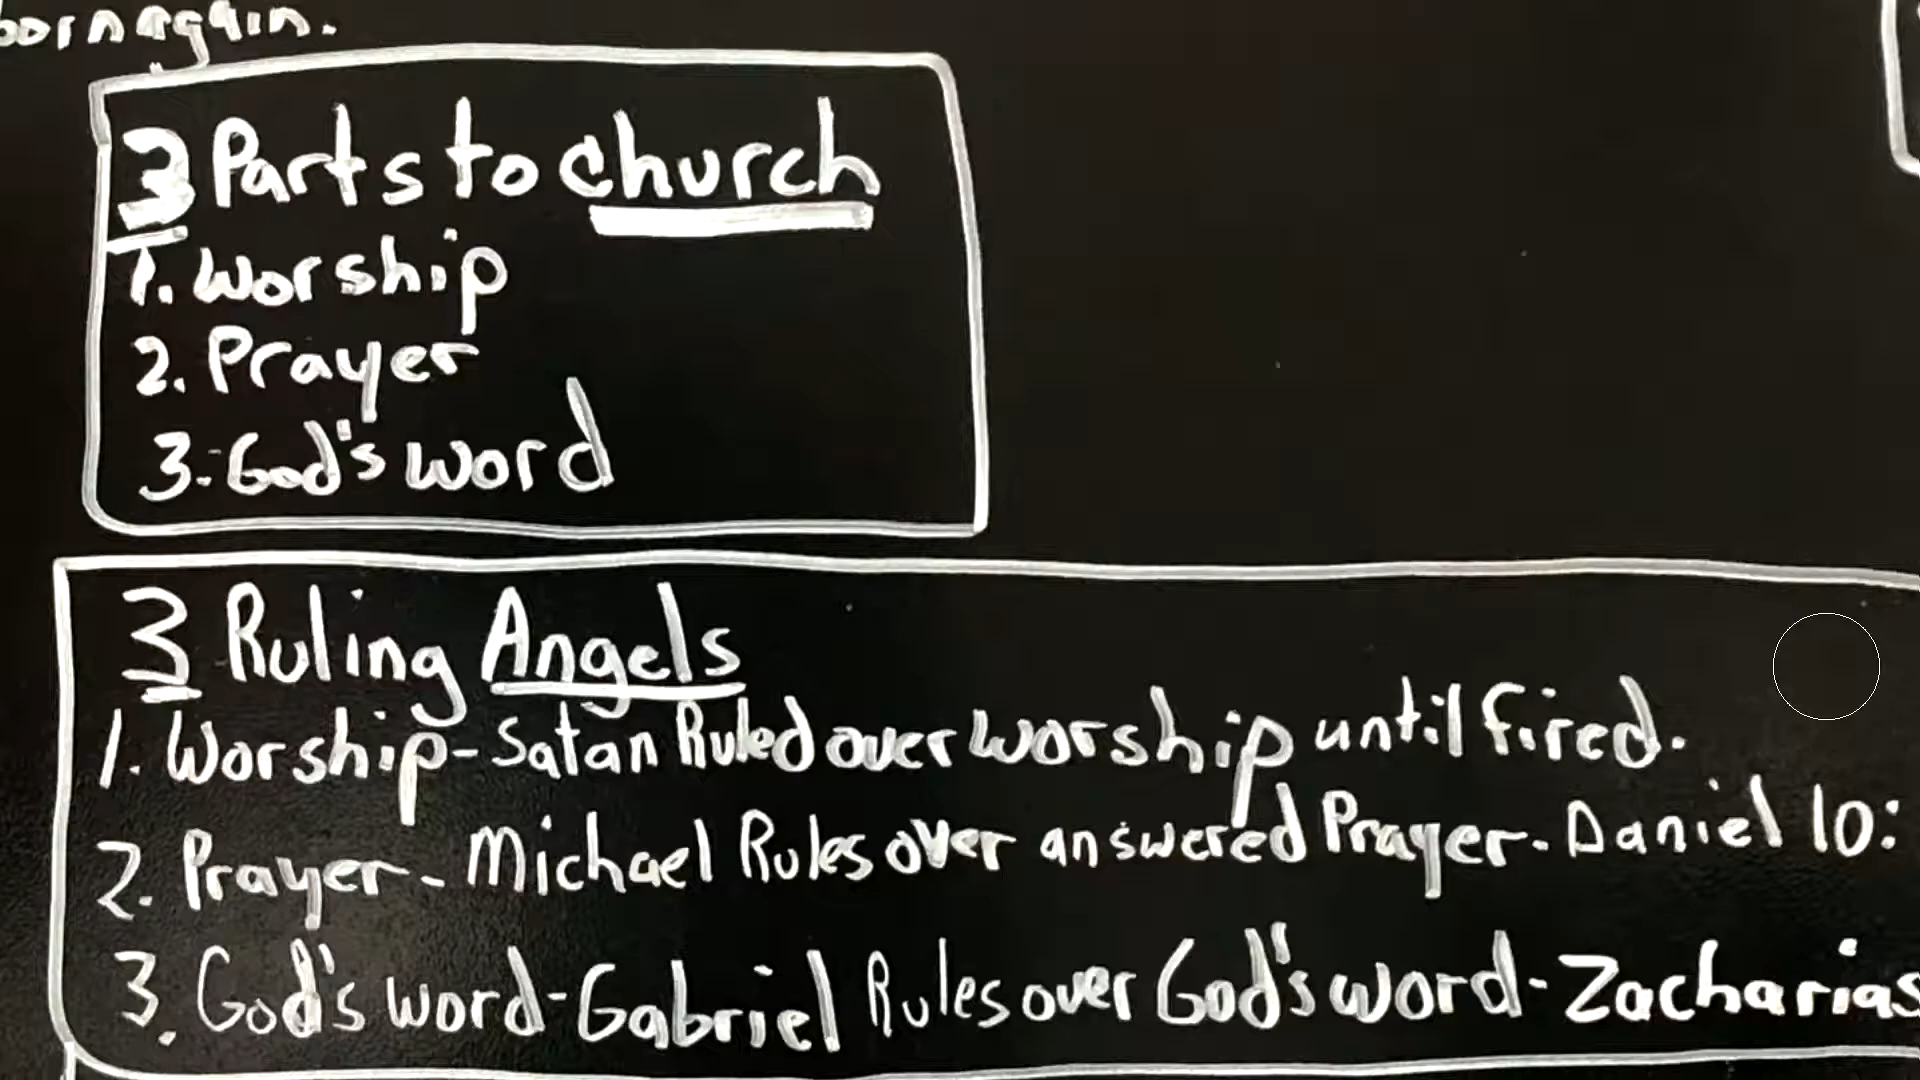 born again.
3 Parts to church
1. Worship
2. Prayer
3. God's word
3 Ruling Angels
1. Worship - Satan Ruled over worship until fired.
2. Prayer - Michael Rules over answered Prayer - Daniel 10:
3. God's word - Gabriel Rules over God's word - Zacharias